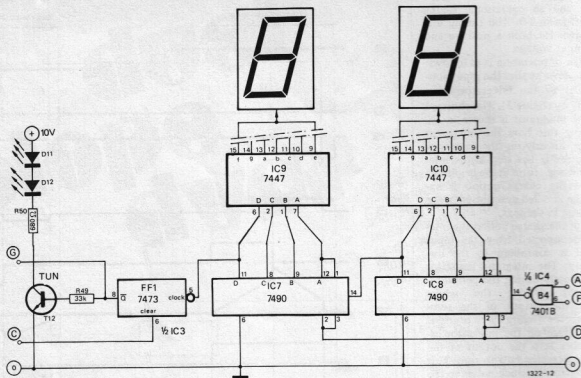 10V
D11
D12
R50
680Ω
G
TUN
R49
33k
T12
C
0
8
Q
FF1
7473
clear
clock
5
6
½ IC3
15 14 13 12 11 10 9
f g a b c d e
IC9
7447
D C B A
6 2 1 7
11 8 9 12 1
D C B A
IC7
7490
14
6
2
3
15 14 13 12 11 10 9
f g a b c d e
IC10
7447
D C B A
6 2 1 7
11 8 9 12 1
D C B A
IC8
7490
14
6
2
3
¼ IC4
4
B4
5
6
7401B
A
F
D
0
1322-12